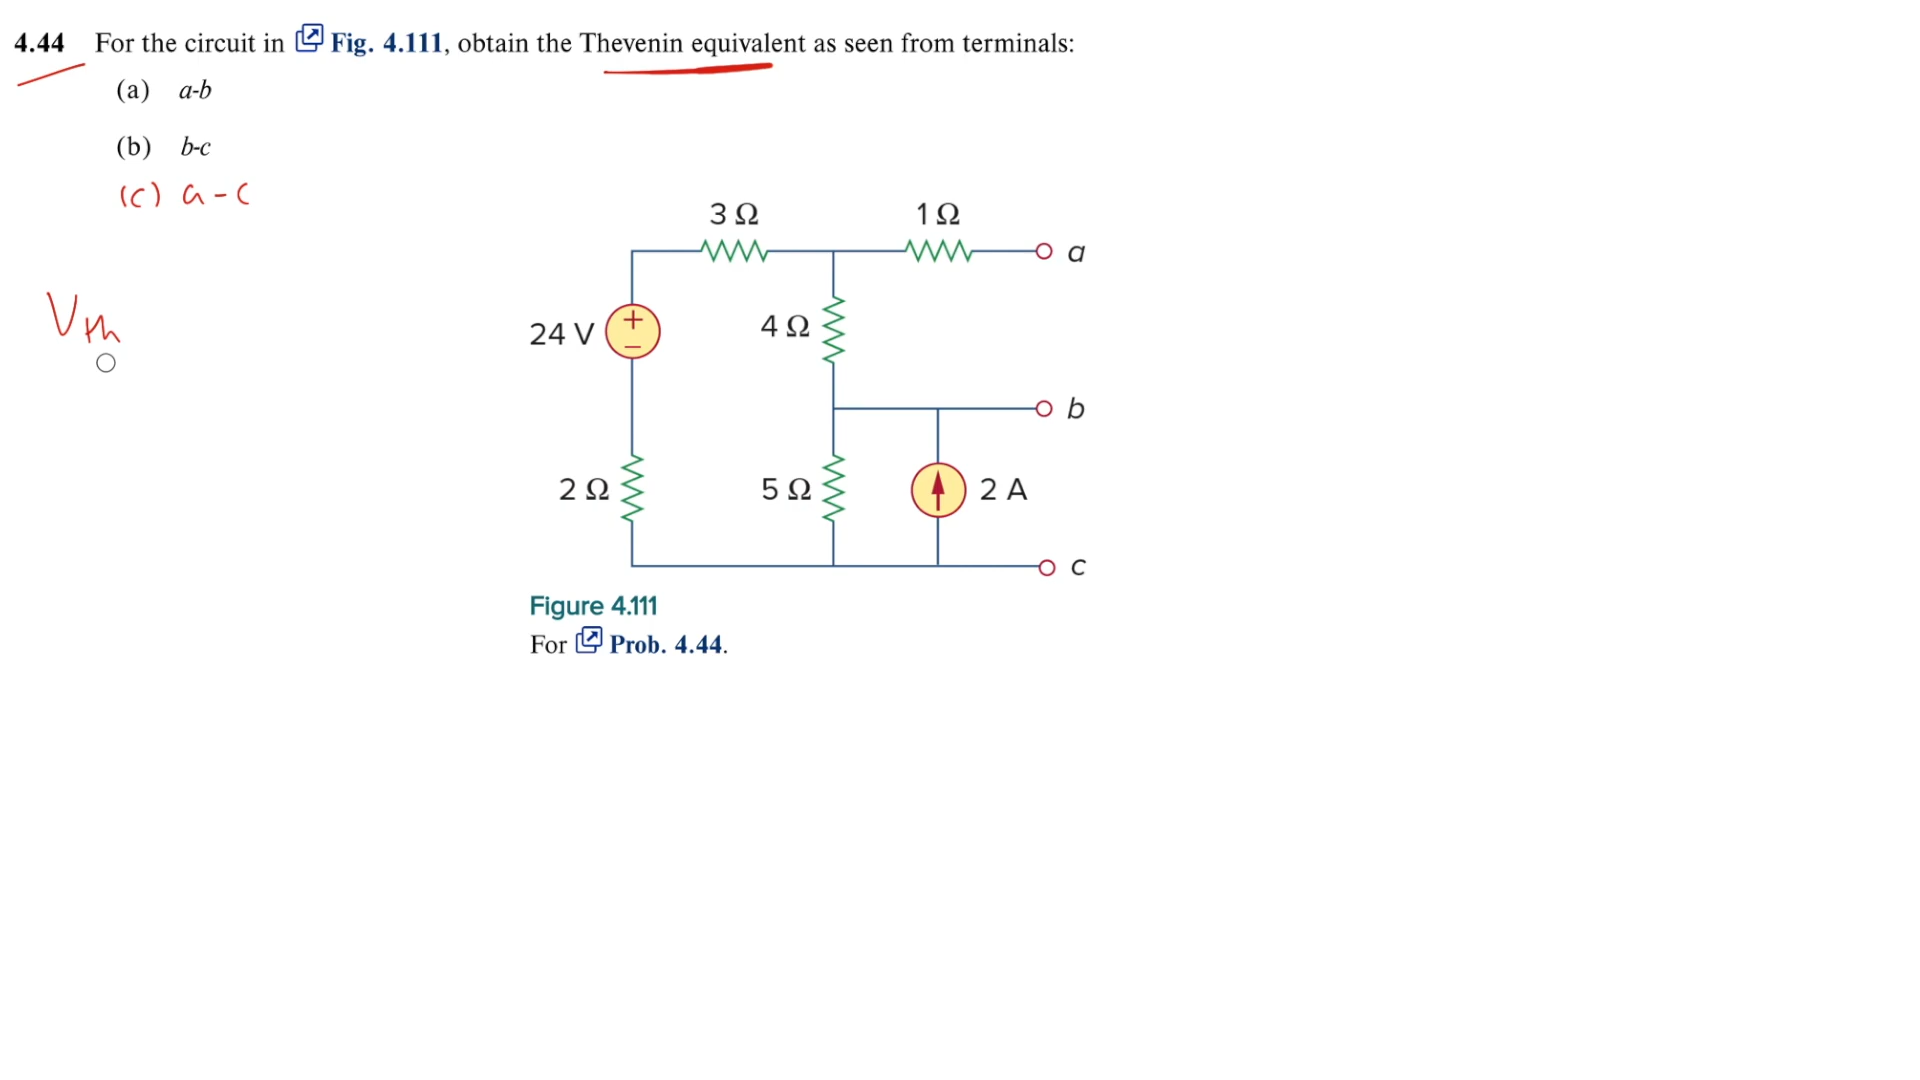 4.44 For the circuit in Fig. 4.111, obtain the Thevenin equivalent as seen from terminals:
(a) a-b
(b) b-c
(c) a-c
Vth
3 Ω
1 Ω
a
24 V
+
−
4 Ω
b
2 Ω
5 Ω
2 A
c
Figure 4.111
For Prob. 4.44.